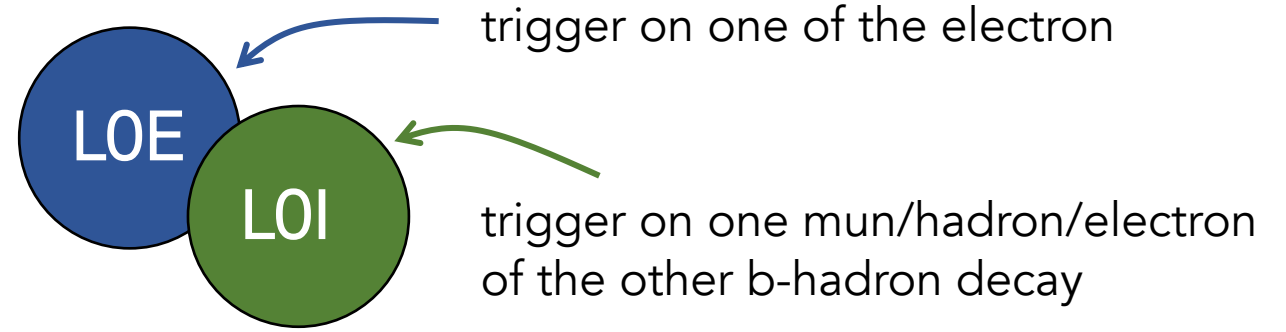 trigger on one of the electron
L0E
L0I
trigger on one mun/hadron/electron
of the other b-hadron decay